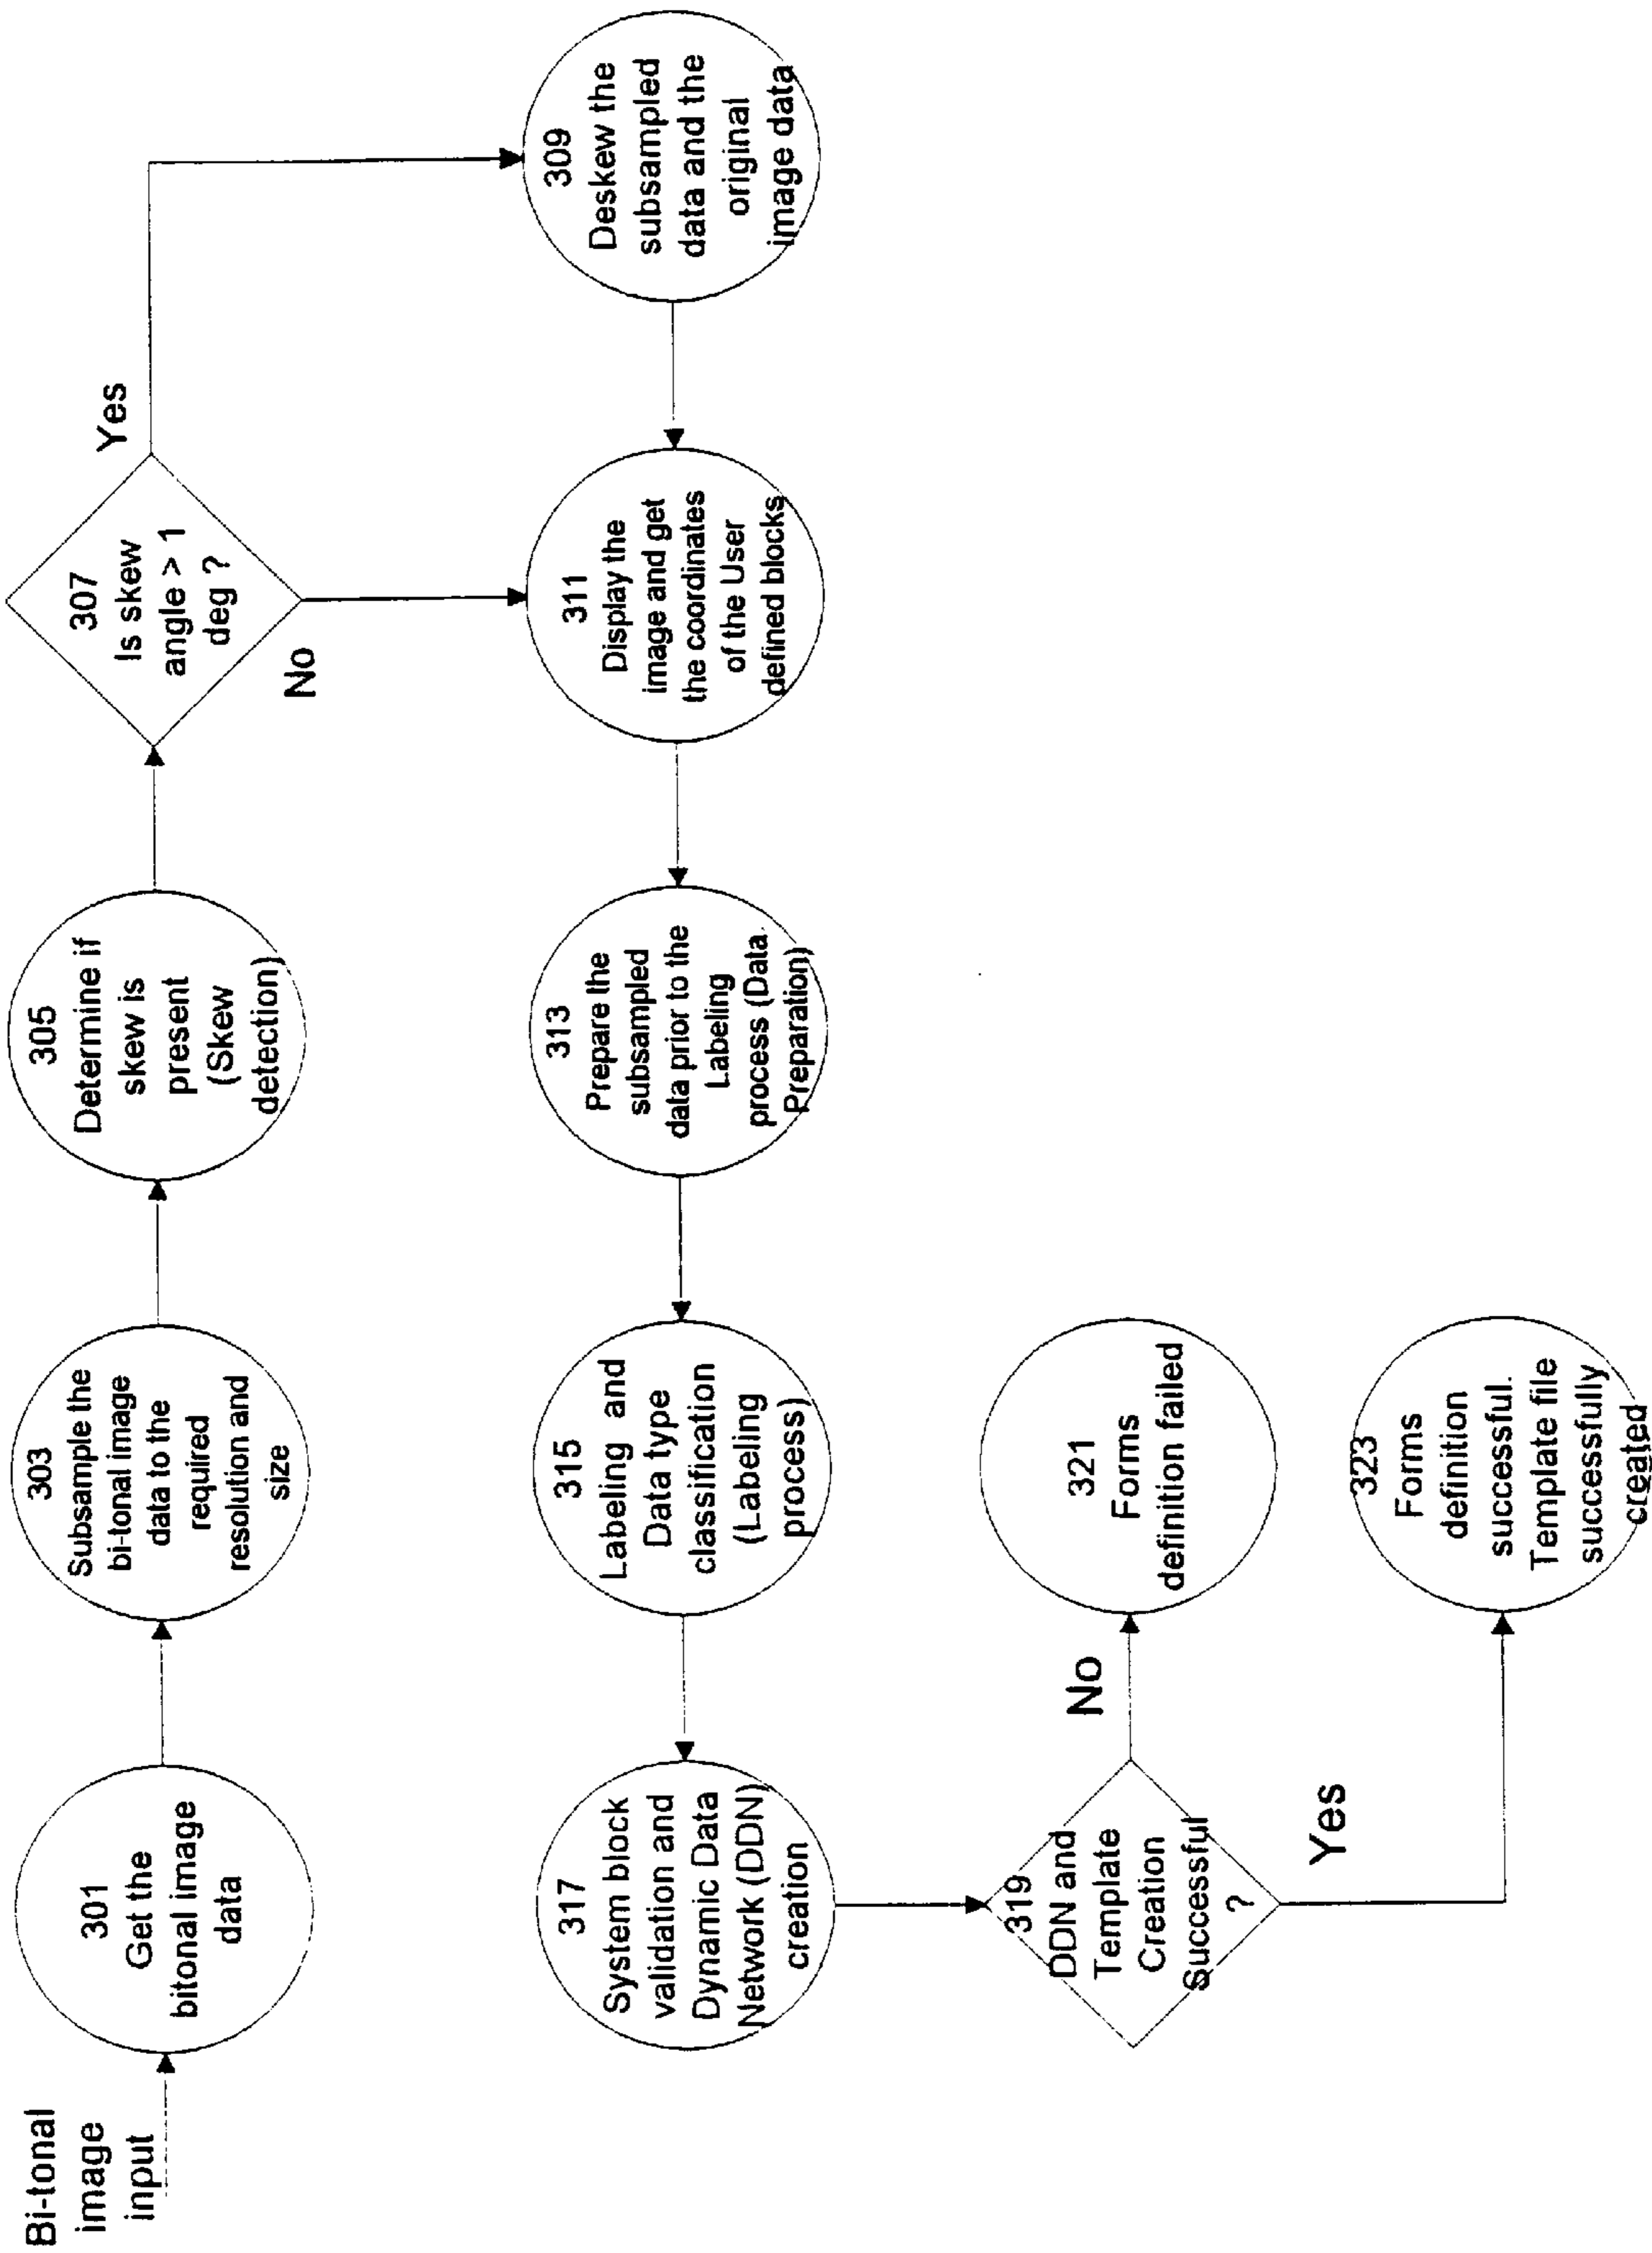 Bi-tonal
image
input
301
Get the
bitonal image
data
303
Subsample the
bi-tonal image
data to the
required
resolution and
size
305
Determine if
skew is
present
(Skew
detection)
307
Is skew
angle > 1
deg ?
Yes
No
309
Deskew the
subsampled
data and the
original
image data
311
Display the
image and get
the coordinates
of the User
defined blocks
313
Prepare the
subsampled
data prior to the
Labeling
process (Data
Preparation)
315
Labeling and
Data type
classification
(Labeling
process)
317
System block
validation and
Dynamic Data
Network (DDN)
creation
319
DDN and
Template
Creation
Successful
?
No
Yes
321
Forms
definition failed
323
Forms
definition
successful.
Template file
successfully
created